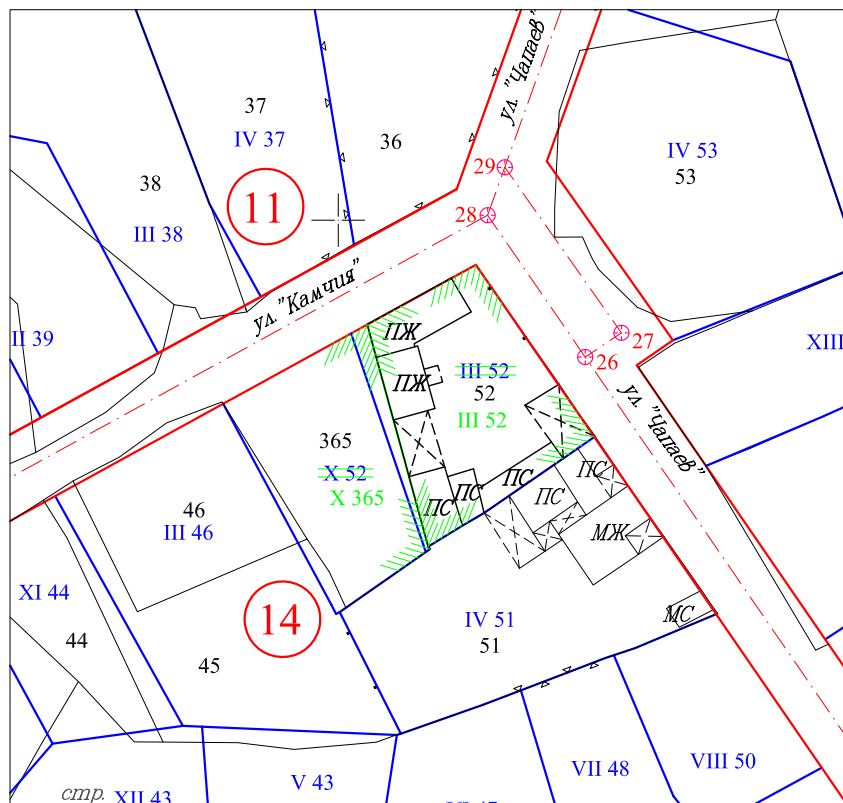 ул. "Чапаев"
37
IV 37
36
IV 53
53
38
11
29
28
III 38
ул. "Камчия"
27
26
II 39
XIII
ПЖ
ПЖ
III 52
52
III 52
ул. "Чапаев"
365
X 52
X 365
ПС
ПС
ПС
ПС
ПС
46
III 46
МЖ
XI 44
44
14
IV 51
51
МС
45
VII 48
VIII 50
V 43
стр.
XII 43